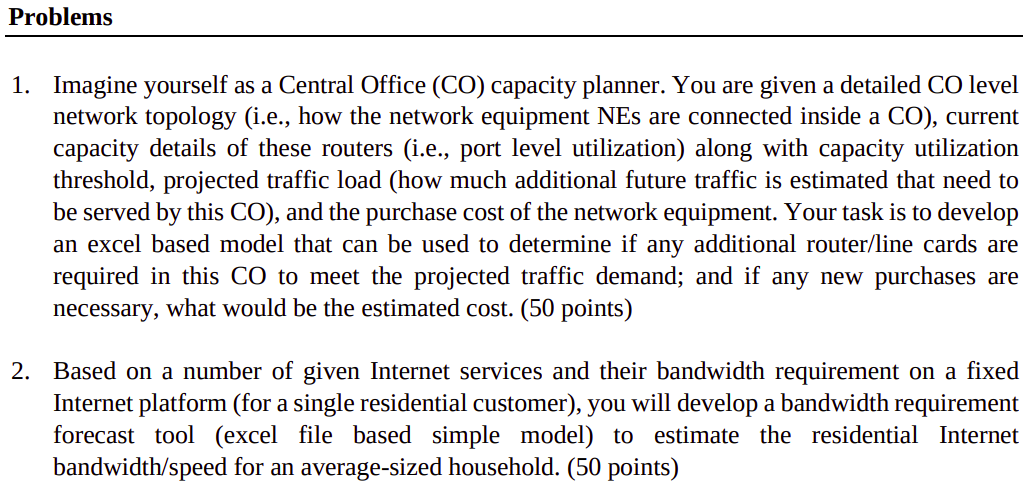 Problems
1. Imagine yourself as a Central Office (CO) capacity planner. You are given a detailed CO level
network topology (i.e., how the network equipment NEs are connected inside a CO), current
capacity details of these routers (i.e., port level utilization) along with capacity utilization
threshold, projected traffic load (how much additional future traffic is estimated that need to
be served by this CO), and the purchase cost of the network equipment. Your task is to develop
an excel based model that can be used to determine if any additional router/line cards are
required in this CO to meet the projected traffic demand; and if any new purchases are
necessary, what would be the estimated cost. (50 points)
2. Based on a number of given Internet services and their bandwidth requirement on a fixed
Internet platform (for a single residential customer), you will develop a bandwidth requirement
forecast tool (excel file based simple model) to estimate the residential Internet
bandwidth/speed for an average-sized household. (50 points)